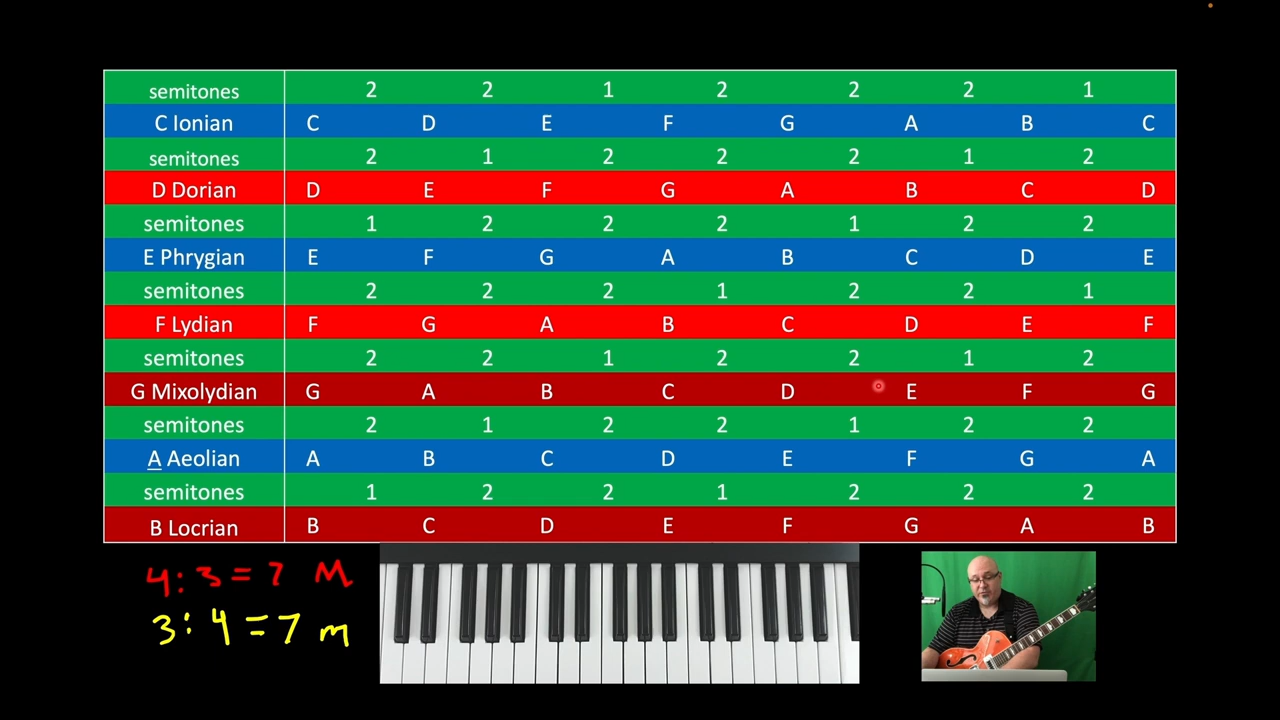 semitones 2 2 1 2 2 2 1
C Ionian C D E F G A B C
semitones 2 1 2 2 2 1 2
D Dorian D E F G A B C D
semitones 1 2 2 2 1 2 2
E Phrygian E F G A B C D E
semitones 2 2 2 1 2 2 1
F Lydian F G A B C D E F
semitones 2 2 1 2 2 1 2
G Mixolydian G A B C D E F G
semitones 2 1 2 2 1 2 2
A Aeolian A B C D E F G A
semitones 1 2 2 1 2 2 2
B Locrian B C D E F G A B
4:3=7 M
3:4=7 m